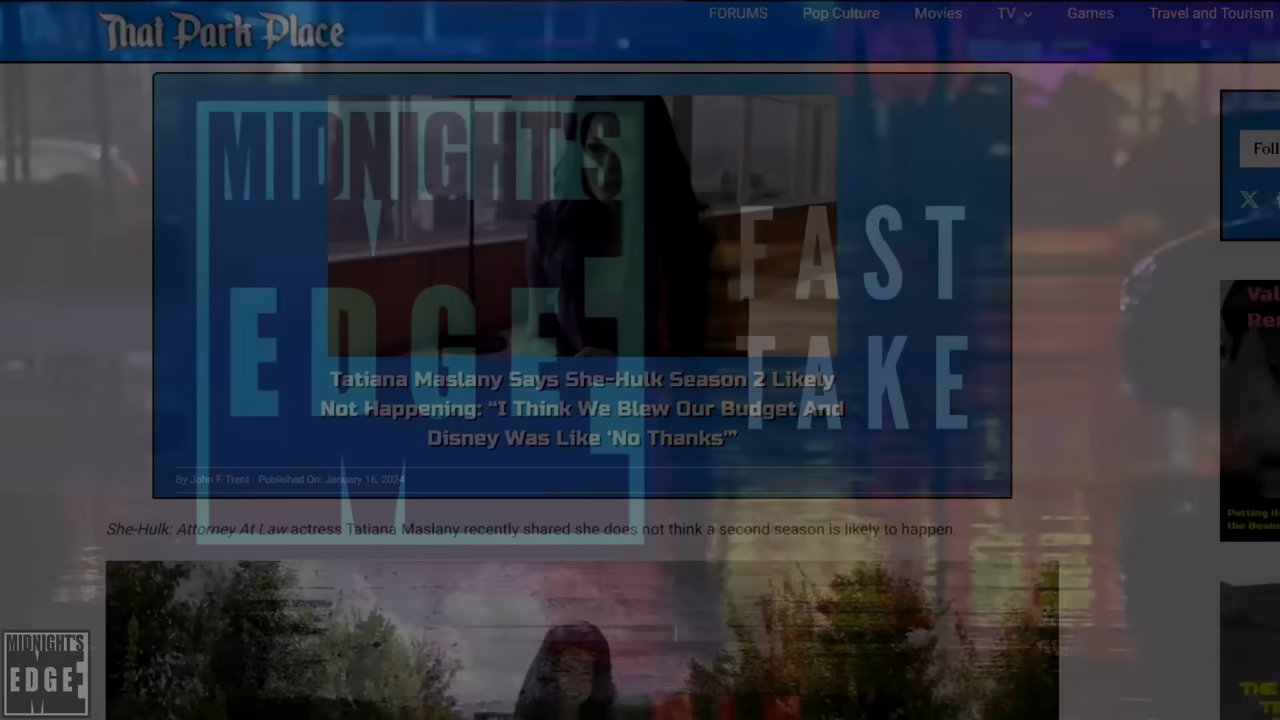 That Park Place
FORUMS Pop Culture Movies TV Games Travel and Tourism
MIDNIGHT'S
EDGE
FAST
TAKE
Tatiana Maslany Says She-Hulk Season 2 Likely
Not Happening: “I Think We Blew Our Budget And
Disney Was Like ‘No Thanks’”
By John F. Trent Published On: January 16, 2024
She-Hulk: Attorney At Law actress Tatiana Maslany recently shared she does not think a second season is likely to happen.
MIDNIGHT'S
EDGE